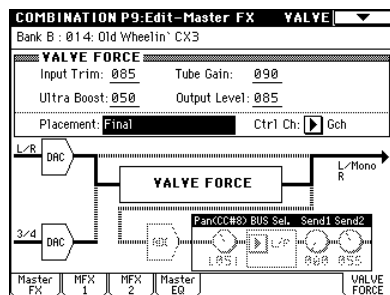 COMBINATION P9:Edit-Master FX VALVE
Bank B : 014: Old Wheelin` CX3
VALVE FORCE
Input Trim: 085 Tube Gain: 090
Ultra Boost: 050 Output Level: 085
Placement: Final Ctrl Ch: Gch
L/R DAC
L/Mono
R
VALVE FORCE
Pan(CC#8) BUS Sel. Send1 Send2
3/4 DAC ADC L/R
L051 000 055
Master FX MFX 1 MFX 2 Master EQ VALVE FORCE